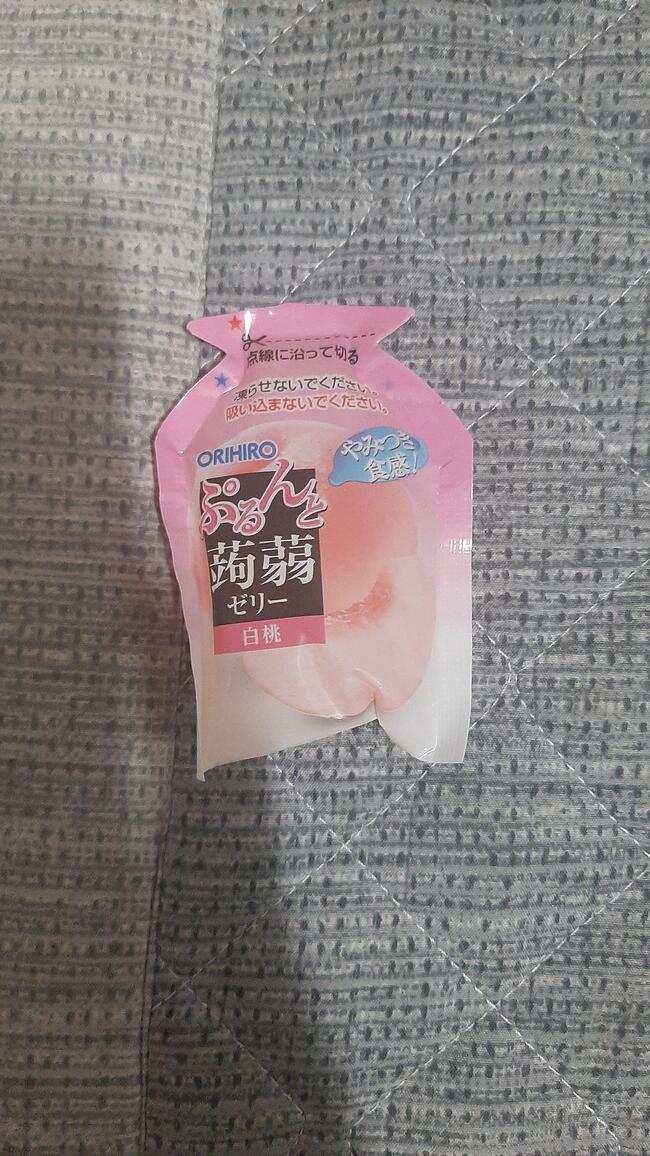 点線に沿って切る
凍らせないでください。
吸い込まないでください。
ORIHIRO
やみつき
食感!
ぷるんと
蒟蒻
ゼリー
白桃